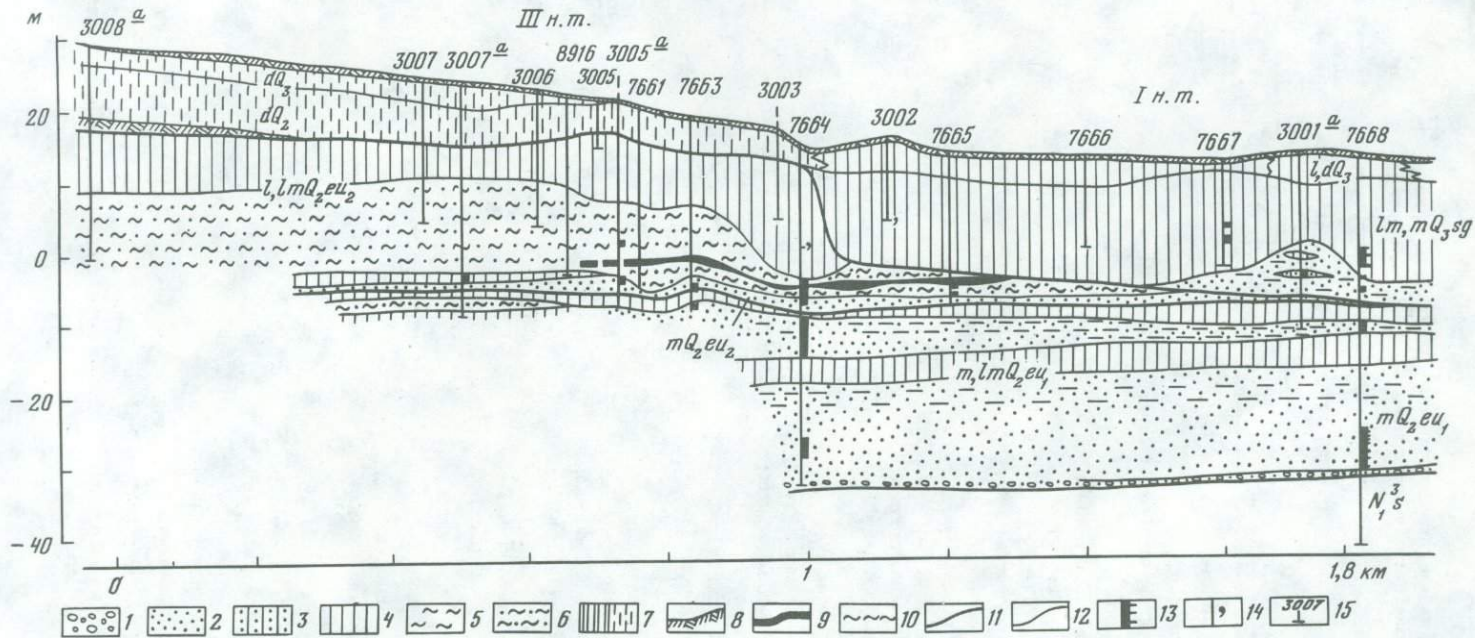 м
III н.т.
I н.т.
3008 a
3007
3007 a
3006
8916
3005
3005 a
7661
7663
3003
7664
3002
7665
7666
7667
3001 a
7668
20
0
-20
-40
dQ3
dQ2
l,lmQ2eu2
mQ2eu2
m,lmQ2eu1
l,dQ3
lm,mQ3sg
mQ2eu1
N1^3s
0
1
1,8 км
1 2 3 4 5 6 7 8 9 10 11 12 13 14 3007 15